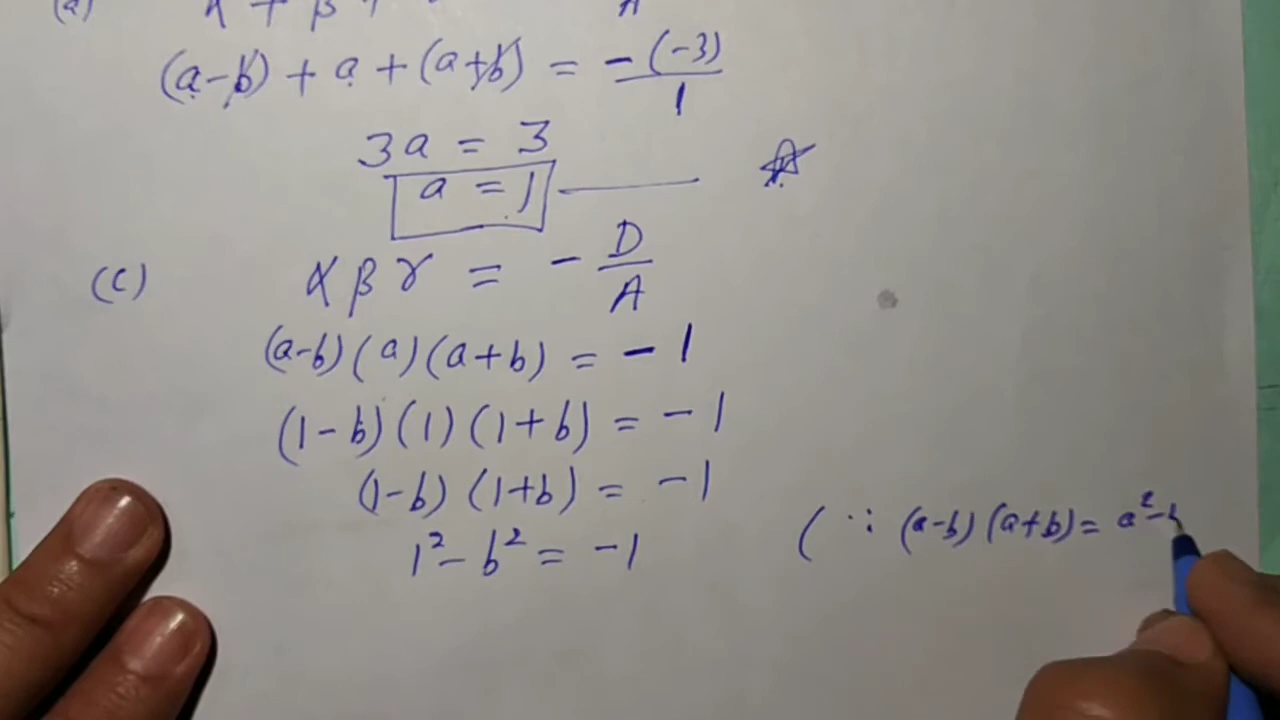 (a) α + β +
A
(a-b) + a + (a+b) = -(-3)/1
3a = 3
a = 1
(C) αβγ = -D/A
(a-b)(a)(a+b) = -1
(1-b)(1)(1+b) = -1
(1-b)(1+b) = -1
1² - b² = -1 (∵ (a-b)(a+b) = a² -